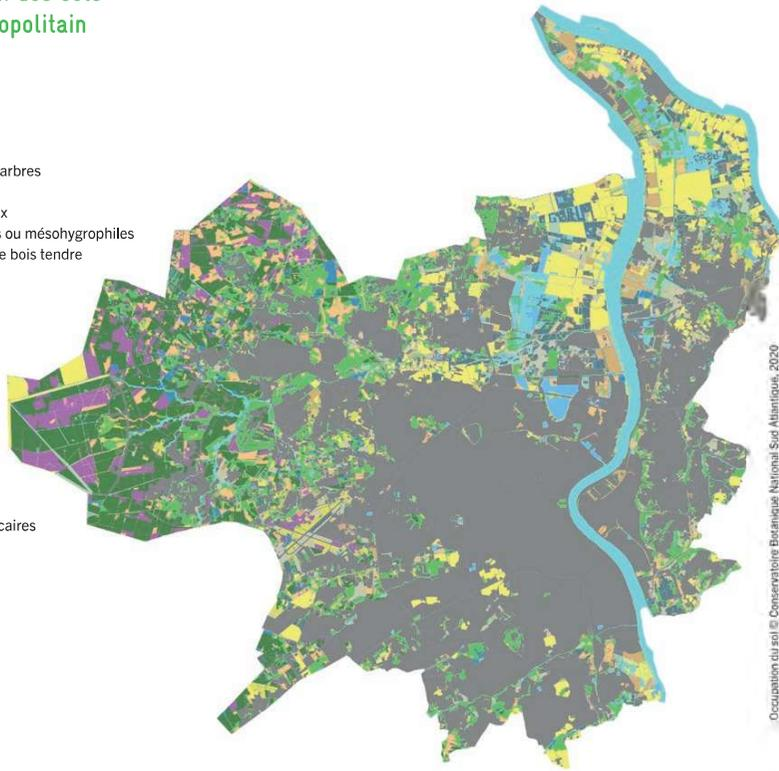 opolitain
arbres
x
ou mésohygrophiles
e bois tendre
caires
Occupation du sol © Conservatoire Botanique National Sud Atlantique, 2020